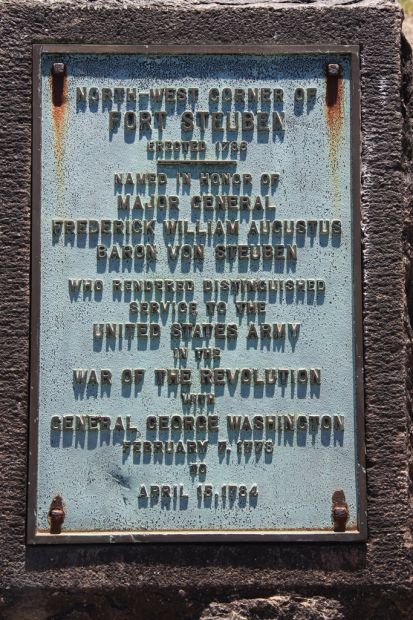 NORTH-WEST CORNER OF
FORT STEUBEN
ERECTED 1786
NAMED IN HONOR OF
MAJOR GENERAL
FREDERICK WILLIAM AUGUSTUS
BARON VON STEUBEN
WHO RENDERED DISTINGUISHED
SERVICE TO THE
UNITED STATES ARMY
IN THE
WAR OF THE REVOLUTION
WITH
GENERAL GEORGE WASHINGTON
FEBRUARY 1778
TO
APRIL 15, 1784